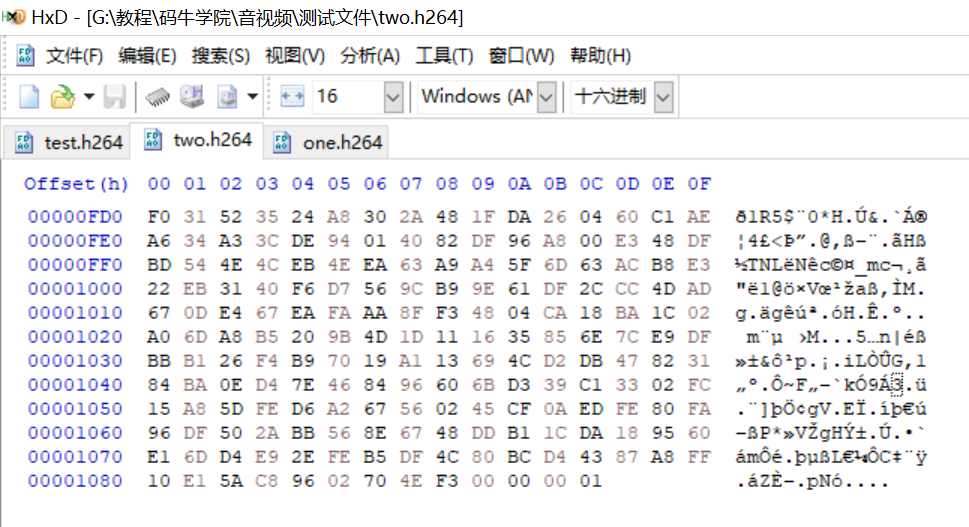 HxD - [G:\教程\码牛学院\音视频\测试文件\two.h264]
文件(F) 编辑(E) 搜索(S) 视图(V) 分析(A) 工具(T) 窗口(W) 帮助(H)
16 Windows (AN 十六进制
test.h264 two.h264 one.h264
Offset(h) 00 01 02 03 04 05 06 07 08 09 0A 0B 0C 0D 0E 0F
00000FD0 F0 31 52 35 24 A8 30 2A 48 1F DA 26 04 60 C1 AE ð1R5$¨0*H.Ú&.`Á®
00000FE0 A6 34 A3 3C DE 94 01 40 82 DF 96 A8 00 E3 48 DF ¦4£<Þ”.@‚ß–¨.ãHß
00000FF0 BD 54 4E 4C EB 4E EA 63 A9 A4 5F 6D 63 AC B8 E3 ½TNLëNêc©¤_mc¬¸ã
00001000 22 EB 31 40 F6 D7 56 9C B9 9E 61 DF 2C CC 4D AD "ë1@ö×Vœ¹žaß,ÌM.
00001010 67 0D E4 67 EA FA AA 8F F3 48 04 CA 18 BA 1C 02 g.ägêúª.óH.Ê.º..
00001020 A0 6D A8 B5 20 9B 4D 1D 11 16 35 85 6E 7C E9 DF  m¨µ ›M...5…n|éß
00001030 BB B1 26 F4 B9 70 19 A1 13 69 4C D2 DB 47 82 31 »±&ô¹p.¡.iLÒÛG‚1
00001040 84 BA 0E D4 7E 46 84 96 60 6B D3 39 C1 33 02 FC „º.Ô~F„–`kÓ9Á3.ü
00001050 15 A8 5D FE D6 A2 67 56 02 45 CF 0A ED FE 80 FA .¨]þÖ¢gV.EÏ.íþ€ú
00001060 96 DF 50 2A BB 56 8E 67 48 DD B1 1C DA 18 95 60 –ßP*»VŽgHÝ±.Ú.•`
00001070 E1 6D D4 E9 2E FE B5 DF 4C 80 BC D4 43 87 A8 FF ámÔé.þµßL€¼ÔC‡¨ÿ
00001080 10 E1 5A C8 96 02 70 4E F3 00 00 00 01 .áZÈ–.pNó....